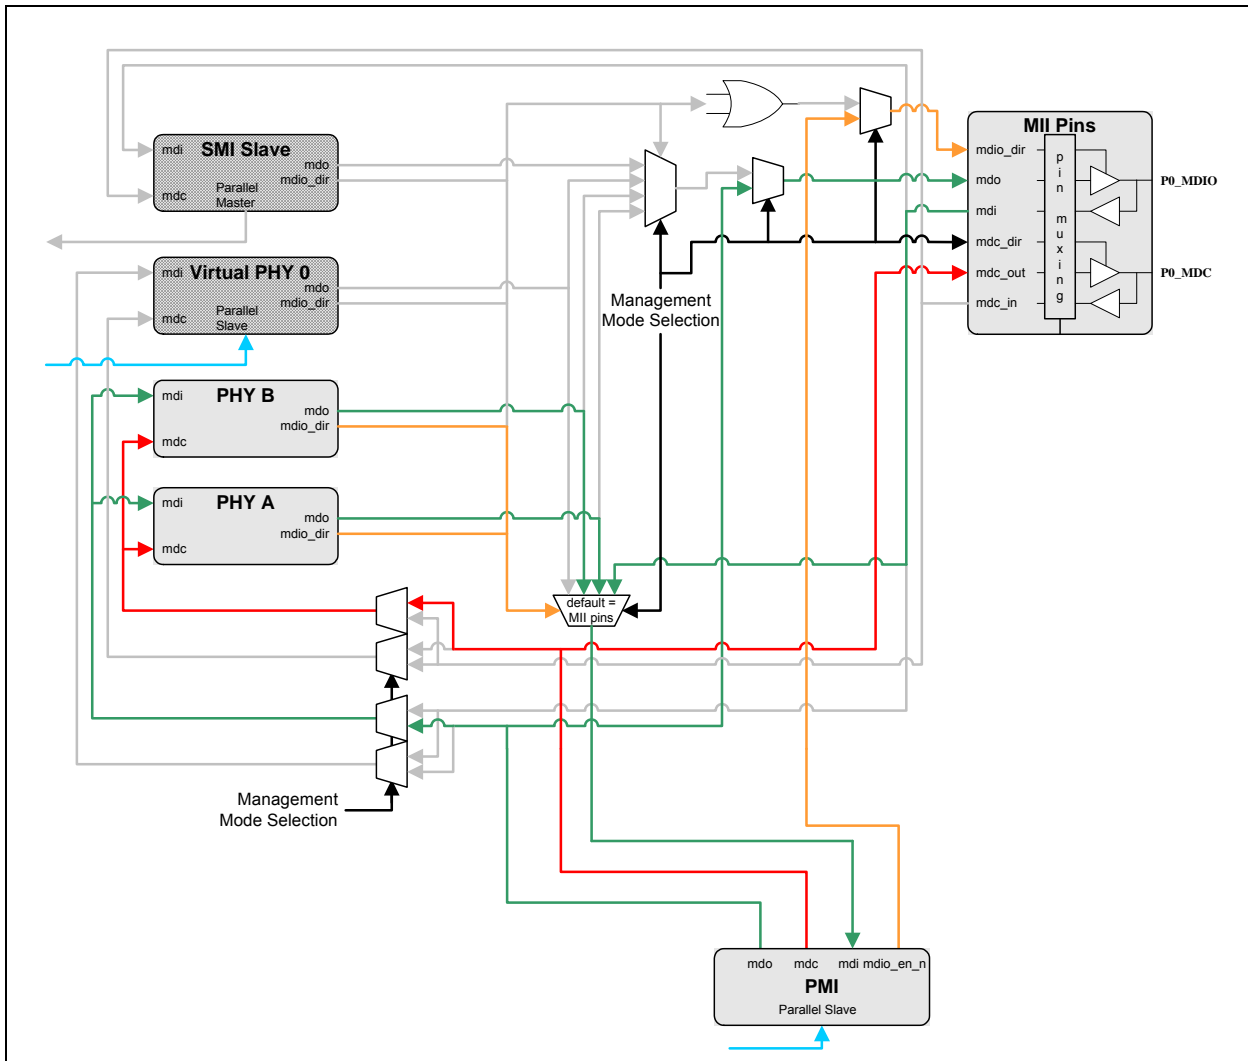 SMI Slave
mdi
mdo
mdio_dir
mdc
Parallel
Master
Virtual PHY 0
mdi
mdo
mdio_dir
mdc
Parallel
Slave
PHY B
mdi
mdo
mdio_dir
mdc
PHY A
mdi
mdo
mdio_dir
mdc
Management
Mode Selection
default =
MII pins
Management
Mode Selection
MII Pins
mdio_dir
mdo
mdi
mdc_dir
mdc_out
mdc_in
pin muxing
P0_MDIO
P0_MDC
mdo
mdc
mdi
mdio_en_n
PMI
Parallel Slave